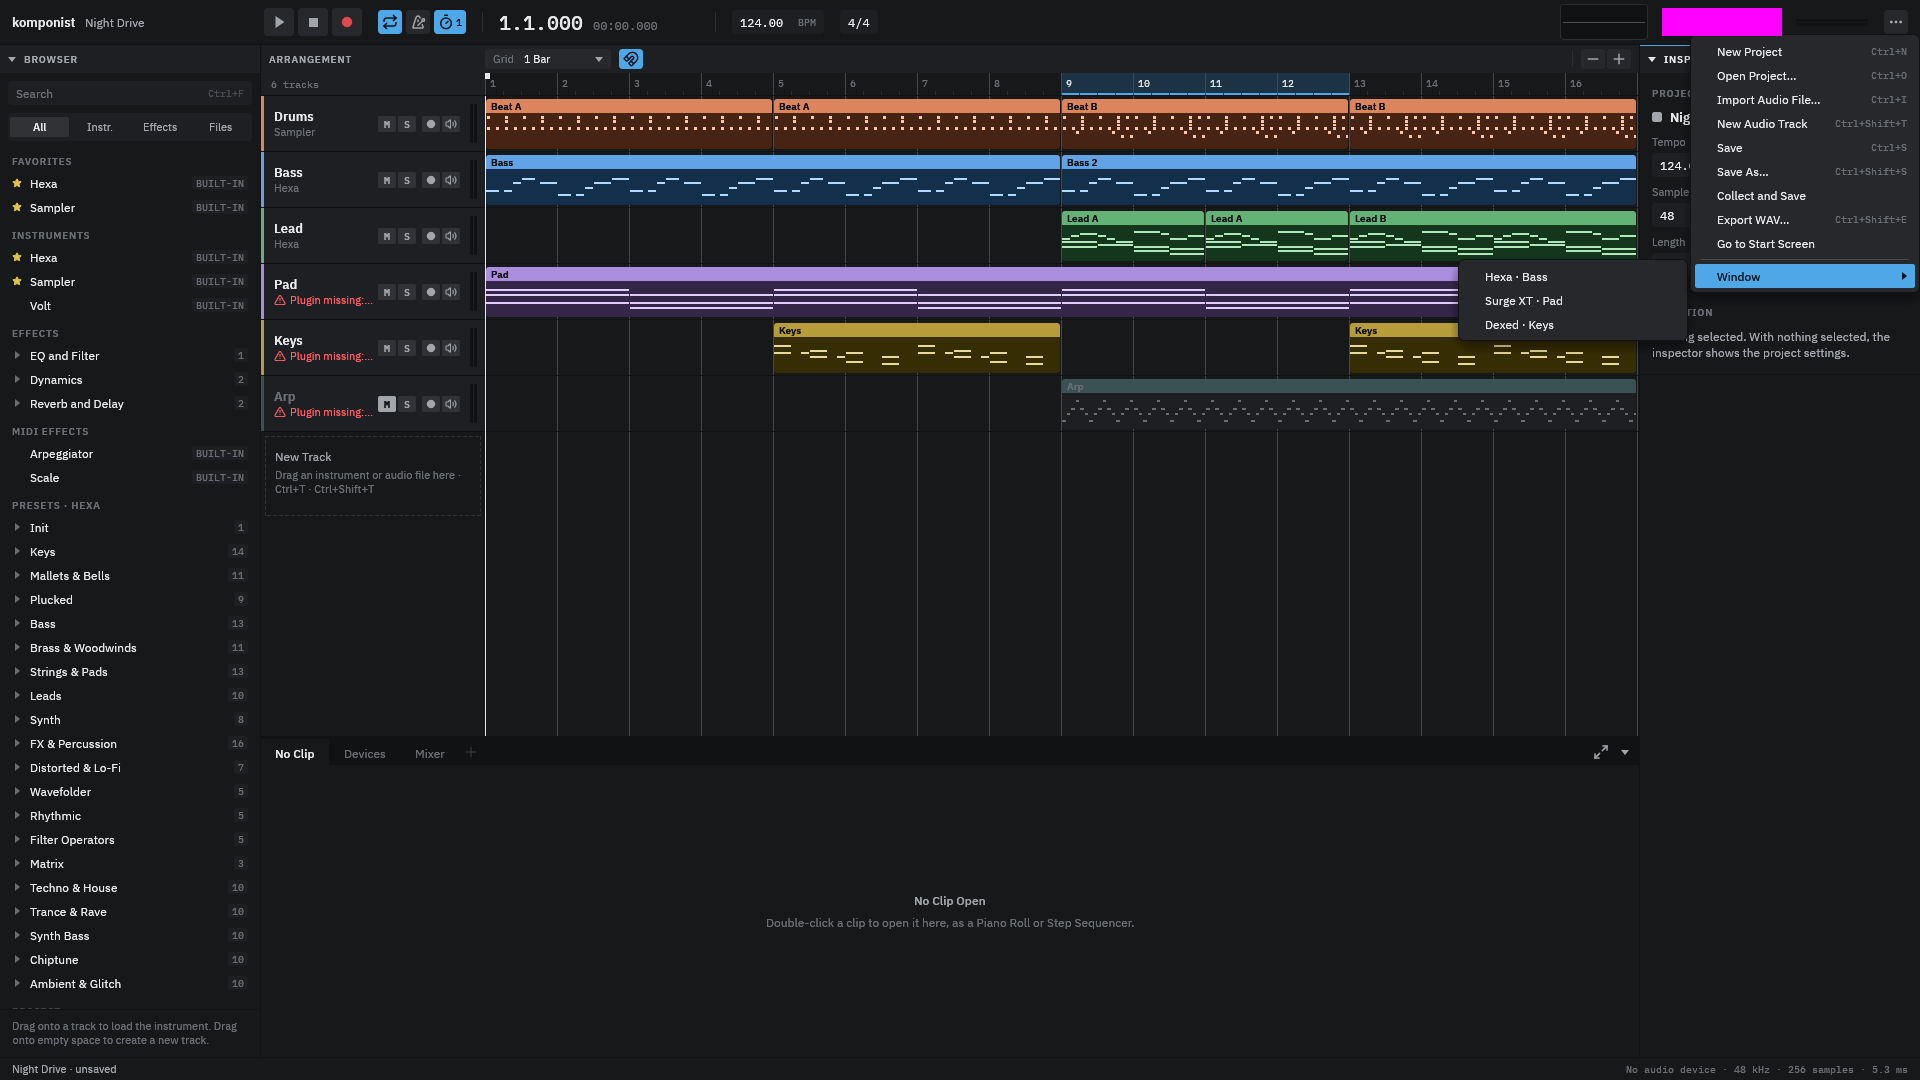 komponist Night Drive
1
1.1.000 00:00.000
124.00 BPM
4/4
BROWSER
Search Ctrl+F
All Instr. Effects Files
FAVORITES
Hexa BUILT-IN
Sampler BUILT-IN
INSTRUMENTS
Hexa BUILT-IN
Sampler BUILT-IN
Volt BUILT-IN
EFFECTS
EQ and Filter 1
Dynamics 2
Reverb and Delay 2
MIDI EFFECTS
Arpeggiator BUILT-IN
Scale BUILT-IN
PRESETS · HEXA
Init 1
Keys 14
Mallets & Bells 11
Plucked 9
Bass 13
Brass & Woodwinds 11
Strings & Pads 13
Leads 10
Synth 8
FX & Percussion 16
Distorted & Lo-Fi 7
Wavefolder 5
Rhythmic 5
Filter Operators 5
Matrix 3
Techno & House 10
Trance & Rave 10
Synth Bass 10
Chiptune 10
Ambient & Glitch 10
Drag onto a track to load the instrument. Drag
onto empty space to create a new track.
ARRANGEMENT
Grid 1 Bar
6 tracks
1 2 3 4 5 6 7 8 9 10 11 12 13 14 15 16
Drums
Sampler
M S
Beat A Beat A Beat B Beat B
Bass
Hexa
M S
Bass Bass 2
Lead
Hexa
M S
Lead A Lead A Lead B
Pad
Plugin missing:...
M S
Pad
Keys
Plugin missing:...
M S
Keys Keys
Arp
Plugin missing:...
M S
Arp
New Track
Drag an instrument or audio file here ·
Ctrl+T · Ctrl+Shift+T
No Clip Devices Mixer
No Clip Open
Double-click a clip to open it here, as a Piano Roll or Step Sequencer.
INSP
PROJEC
Nig
Tempo
124.
Sample
48
Length
New Project Ctrl+N
Open Project... Ctrl+O
Import Audio File... Ctrl+I
New Audio Track Ctrl+Shift+T
Save Ctrl+S
Save As... Ctrl+Shift+S
Collect and Save
Export WAV... Ctrl+Shift+E
Go to Start Screen
Window
Hexa · Bass
Surge XT · Pad
Dexed · Keys
TION
g selected. With nothing selected, the
inspector shows the project settings.
Night Drive · unsaved
No audio device · 48 kHz · 256 samples · 5.3 ms